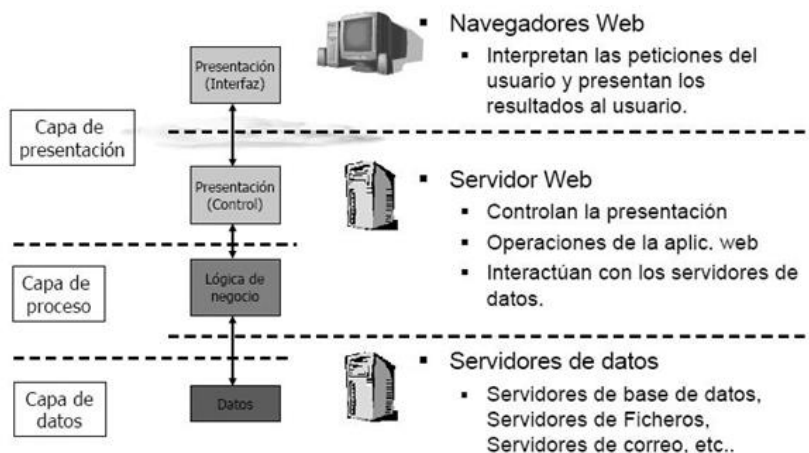 Capa de
presentación
Capa de
proceso
Capa de
datos
Presentación
(Interfaz)
Presentación
(Control)
Lógica de
negocio
Datos
▪ Navegadores Web
▪ Interpretan las peticiones del
usuario y presentan los
resultados al usuario.
▪ Servidor Web
▪ Controlan la presentación
▪ Operaciones de la aplic. web
▪ Interactúan con los servidores de
datos.
▪ Servidores de datos
▪ Servidores de base de datos,
Servidores de Ficheros,
Servidores de correo, etc..